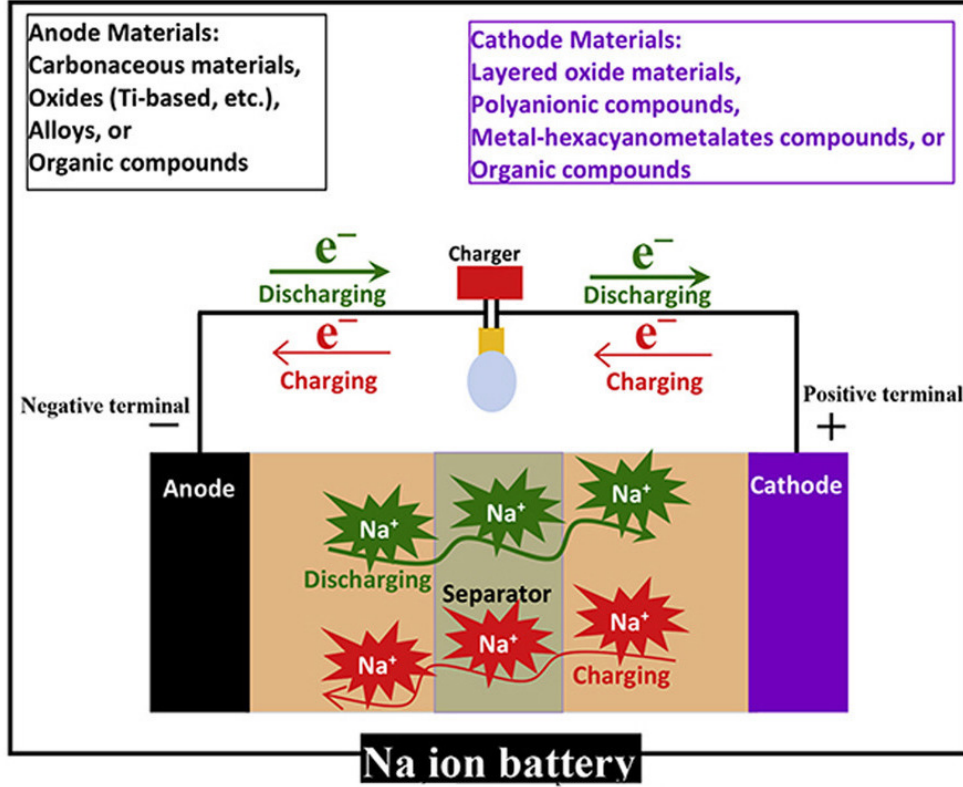 Anode Materials:
Carbonaceous materials,
Oxides (Ti-based, etc.),
Alloys, or
Organic compounds
Cathode Materials:
Layered oxide materials,
Polyanionic compounds,
Metal-hexacyanometalates compounds, or
Organic compounds
e⁻
Discharging
Charger
e⁻
Discharging
e⁻
Charging
e⁻
Charging
Negative terminal
−
Positive terminal
+
Anode
Na⁺
Na⁺
Na⁺
Cathode
Discharging
Separator
Na⁺
Na⁺
Na⁺
Charging
Na ion battery